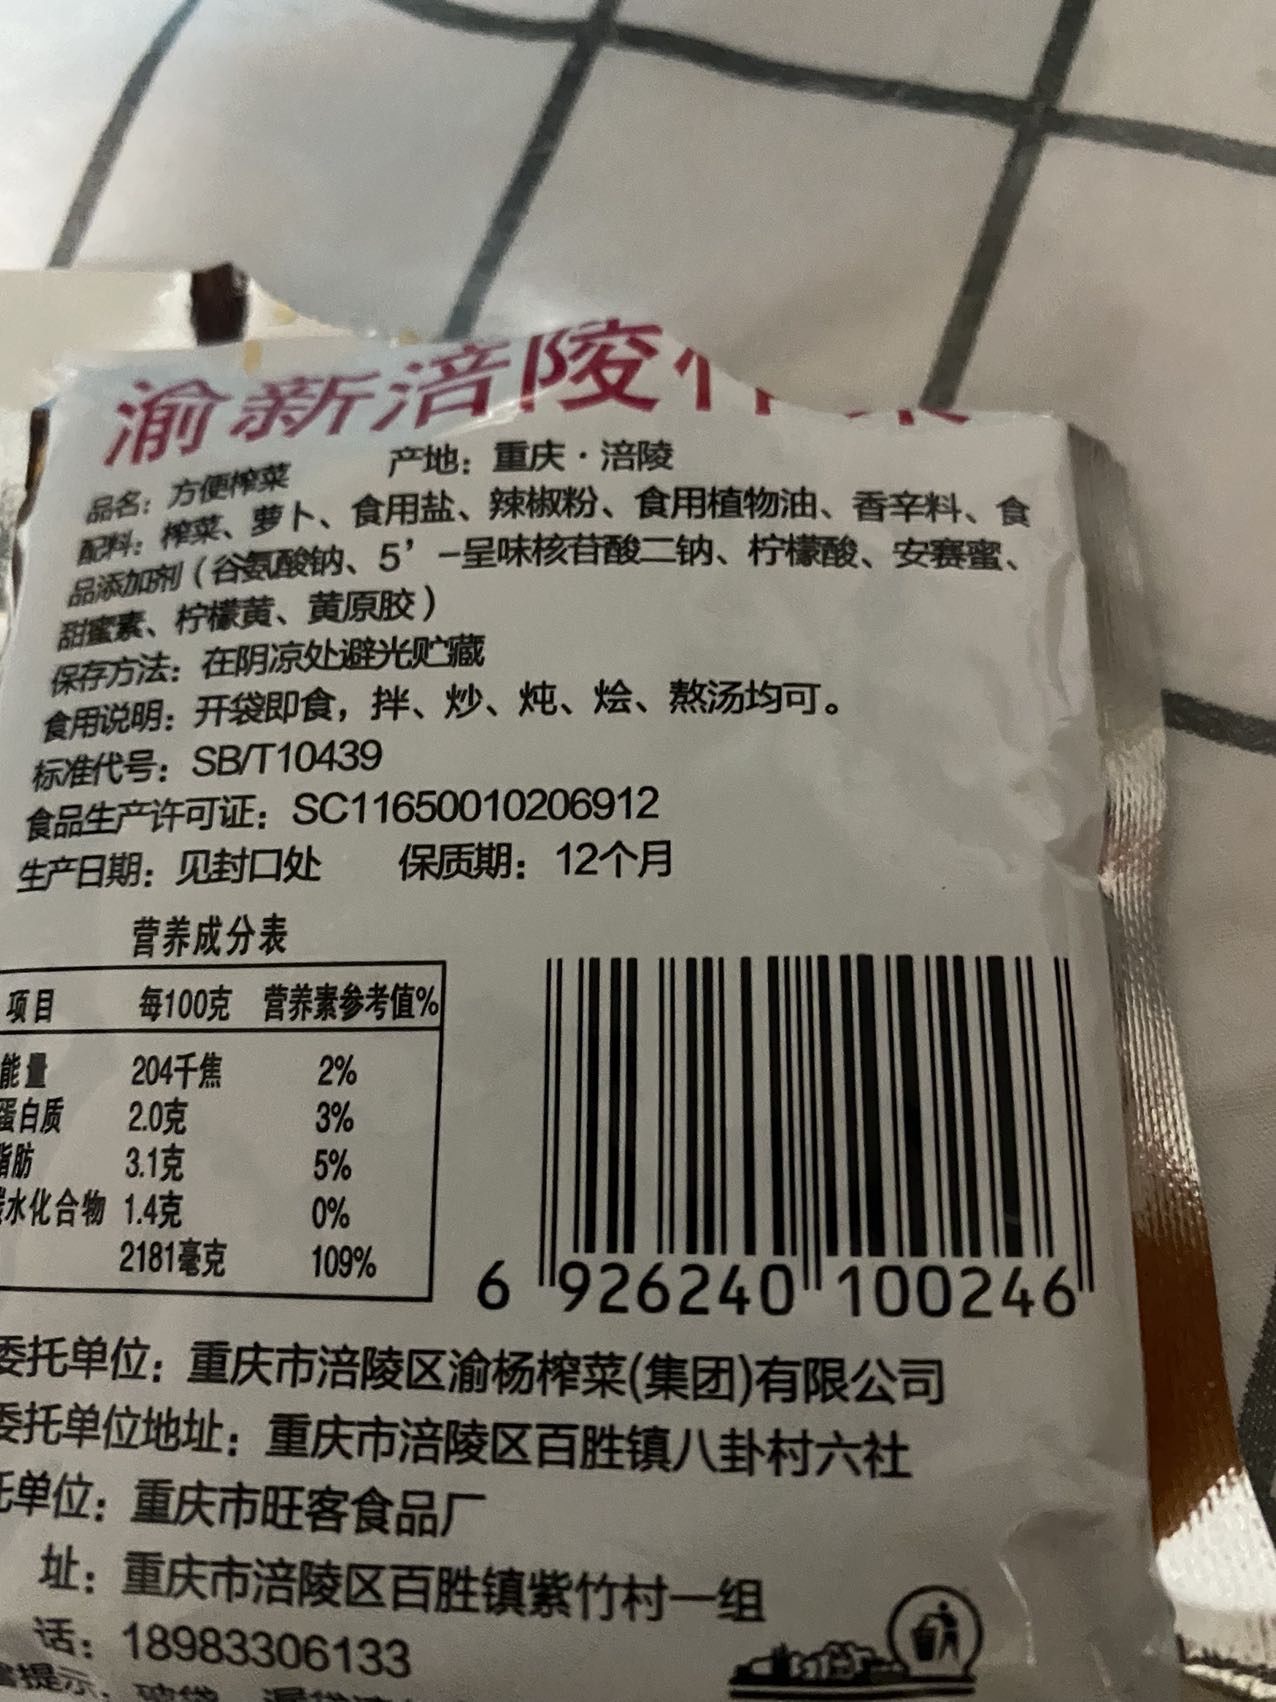 渝新涪陵
品名：方便榨菜 产地：重庆·涪陵
配料：榨菜、萝卜、食用盐、辣椒粉、食用植物油、香辛料、食
品添加剂（谷氨酸钠、5’-呈味核苷酸二钠、柠檬酸、安赛蜜、
甜蜜素、柠檬黄、黄原胶）
保存方法：在阴凉处避光贮藏
食用说明：开袋即食，拌、炒、炖、烩、熬汤均可。
标准代号：SB/T10439
食品生产许可证：SC11650010206912
生产日期：见封口处 保质期：12个月
营养成分表
项目 每100克 营养素参考值%
能量 204千焦 2%
蛋白质 2.0克 3%
脂肪 3.1克 5%
水化合物 1.4克 0%
2181毫克 109%
6 926240 100246
委托单位：重庆市涪陵区渝杨榨菜(集团)有限公司
委托单位地址：重庆市涪陵区百胜镇八卦村六社
托单位：重庆市旺客食品厂
址：重庆市涪陵区百胜镇紫竹村一组
话：18983306133
提示